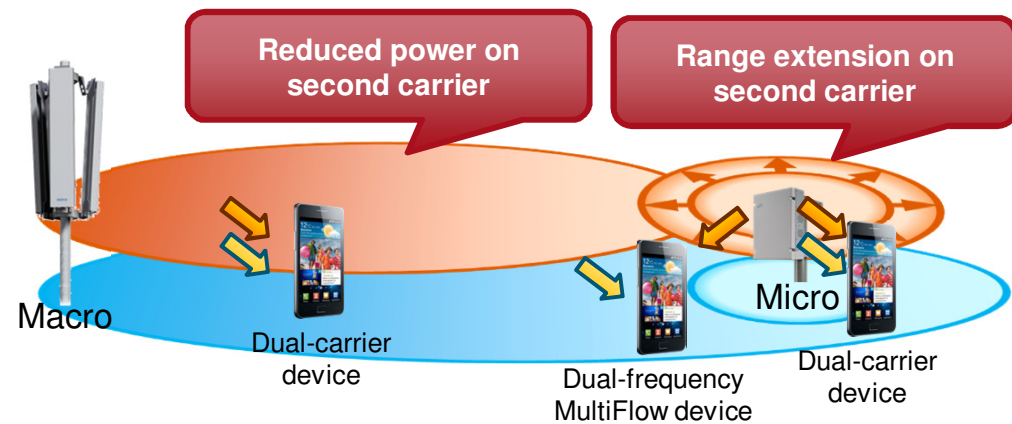 Reduced power on
second carrier
Range extension on
second carrier
Macro
Micro
Dual-carrier
device
Dual-frequency
MultiFlow device
Dual-carrier
device